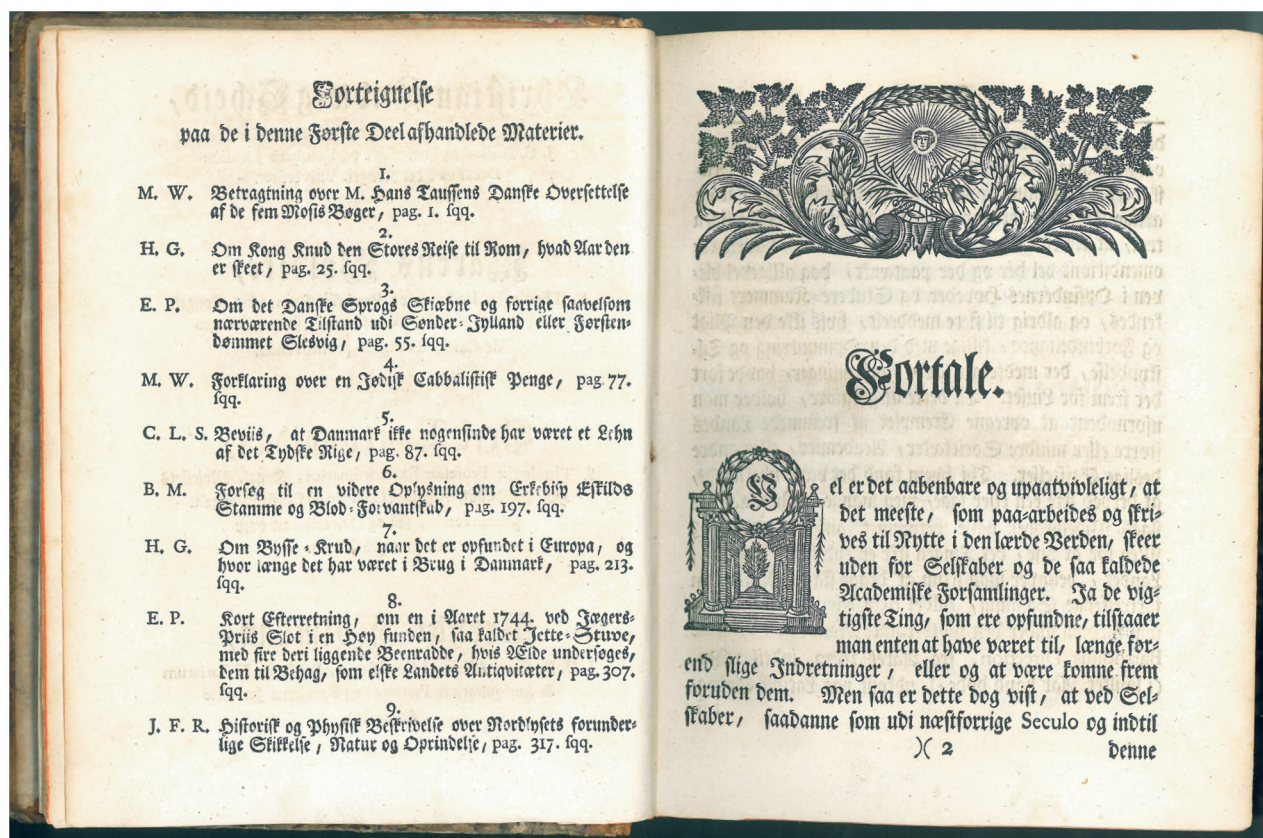 Forteignelse
paa de i denne Første Deel afhandlede Materier.
1.
M. W. Betragtning over M. Hans Taussens Danske Oversettelse
af de fem Mosis Bøger, pag. 1. sqq.
2.
H. G. Om Kong Knud den Stores Reise til Rom, hvad Aar den
er skeet, pag. 25. sqq.
3.
E. P. Om det Danske Sprogs Skiæbne og forrige saavelsom
nærværende Tilstand udi Sønder-Jylland eller Førsten-
dømmet Slesvig, pag. 55. sqq.
4.
M. W. Forklaring over en Jødisk Cabbalistisk Penge, pag. 77.
sqq.
5.
C. L. S. Beviis, at Danmark ikke nogensinde har været et Lehn
af det Tydske Rige, pag. 87. sqq.
6.
B. M. Forsøg til en videre Oplysning om Erkebisp Eskilds
Stamme og Blod-Forvantskab, pag. 197. sqq.
7.
H. G. Om Bysse-Krud, naar det er opfundet i Europa, og
hvor længe det har været i Brug i Danmark, pag. 213.
sqq.
8.
E. P. Kort Efterretning, om en i Aaret 1744. ved Jægers-
Priis Slot i en Høy funden, saa kaldet Jette-Stuve,
med fire deri liggende Beenradde, hvis Ælde undersøges,
dem til Behag, som elske Landets Antiqvitæter, pag. 307.
sqq.
9.
J. F. R. Historisk og Physisk Beskrivelse over Nordlysets forunder-
lige Skikkelse, Natur og Oprindelse, pag. 317. sqq.
Fortale.
Vel er det aabenbare og upaatvivleligt, at
det meeste, som paa-arbeides og skri-
ves til Nytte i den lærde Verden, skeer
uden for Selskaber og de saa kaldede
Academiske Forsamlinger. Ja de vig-
tigste Ting, som ere opfundne, tilstaaer
man enten at have været til, længe før-
end slige Indretninger, eller og at være komne frem
foruden dem. Men saa er dette dog vist, at ved Sel-
skaber, saadanne som udi næstforrige Seculo og indtil
)( 2 denne